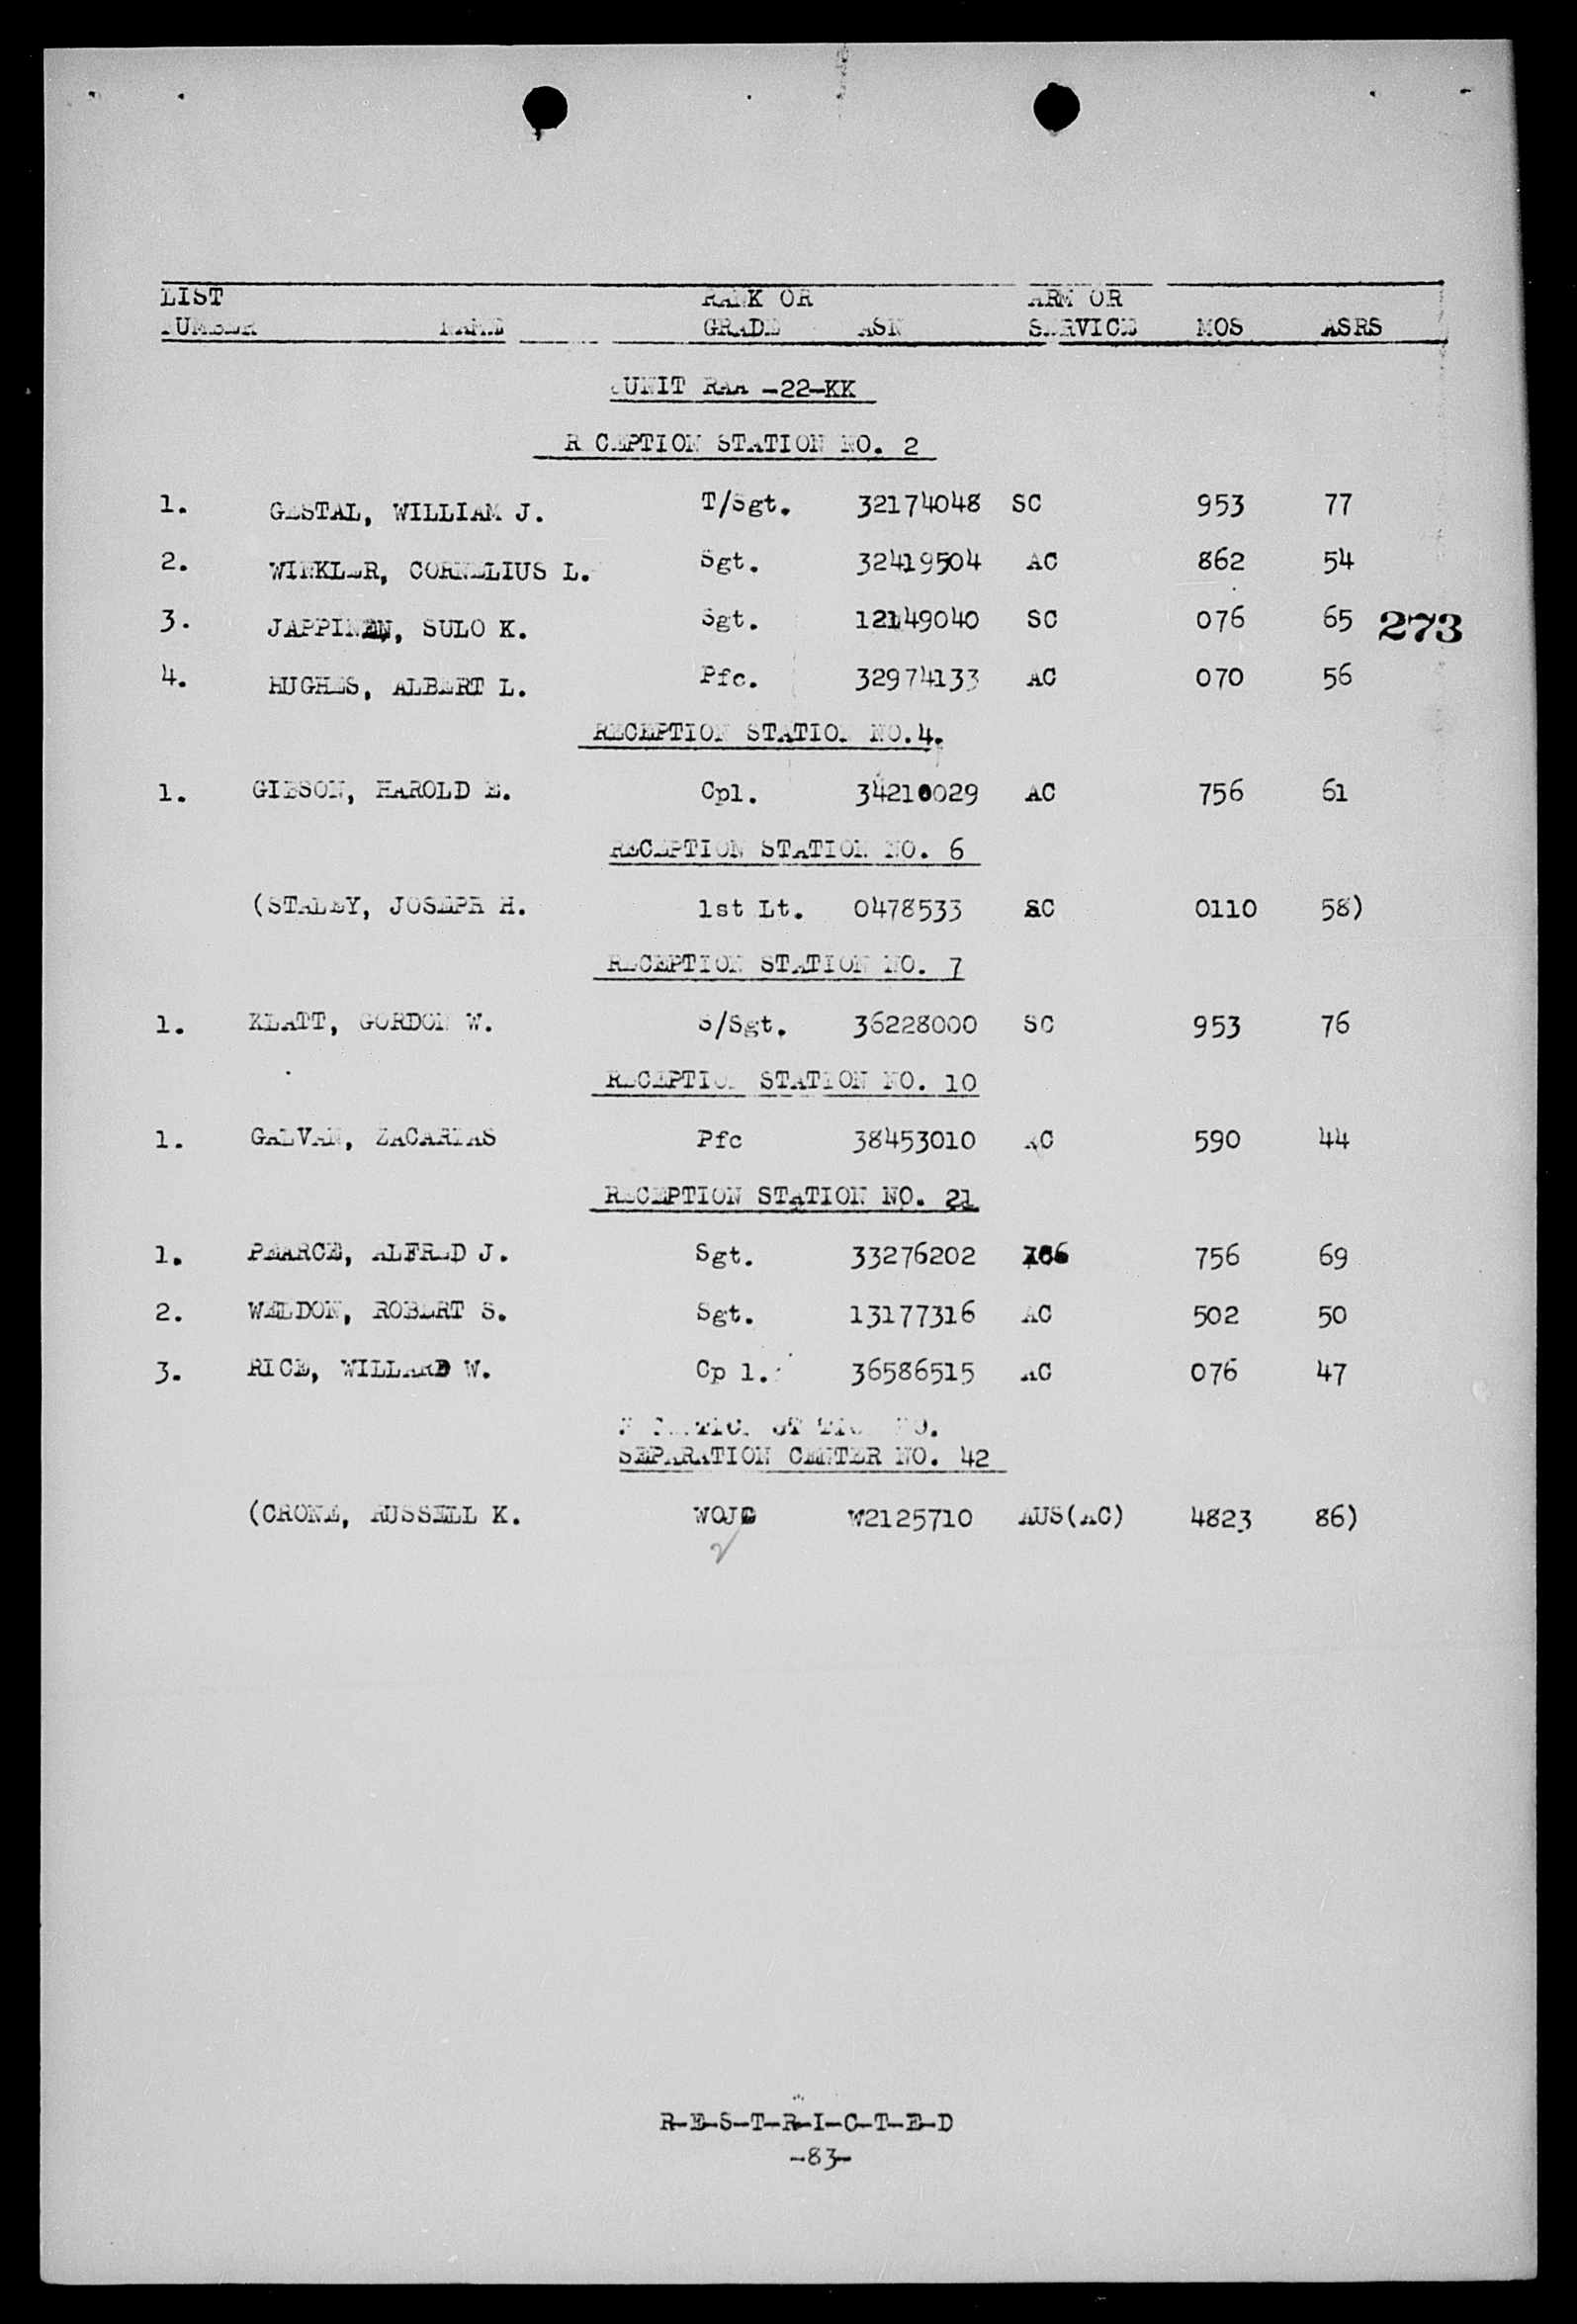 LIST RANK OR ARM OR
NUMBER NAME GRADE ASN SERVICE MOS ASRS
UNIT RAA -22-KK
RECEPTION STATION NO. 2
1. GESTAL, WILLIAM J. T/Sgt. 32174048 SC 953 77
2. WINKLER, CORNELIUS L. Sgt. 32419504 AC 862 54
3. JAPPINEN, SULO K. Sgt. 12149040 SC 076 65 273
4. HUGHES, ALBERT L. Pfc. 32974133 AC 070 56
RECEPTION STATION NO.4.
1. GIBSON, HAROLD E. Cpl. 34210029 AC 756 61
RECEPTION STATION NO. 6
(STALEY, JOSEPH H. 1st Lt. 0478533 SC 0110 58)
RECEPTION STATION NO. 7
1. KLATT, GORDON W. S/Sgt. 36228000 SC 953 76
RECEPTION STATION NO. 10
1. GALVAN, ZACARIAS Pfc 38453010 AC 590 44
RECEPTION STATION NO. 21
1. PEARCE, ALFRED J. Sgt. 33276202 756 69
2. WELDON, ROBERT S. Sgt. 13177316 AC 502 50
3. RICE, WILLARD W. Cp l. 36586515 AC 076 47
SEPARATION CENTER NO. 42
(CRONE, RUSSELL K. WOJG W2125710 AUS(AC) 4823 86)
R-E-S-T-R-I-C-T-E-D
-83-